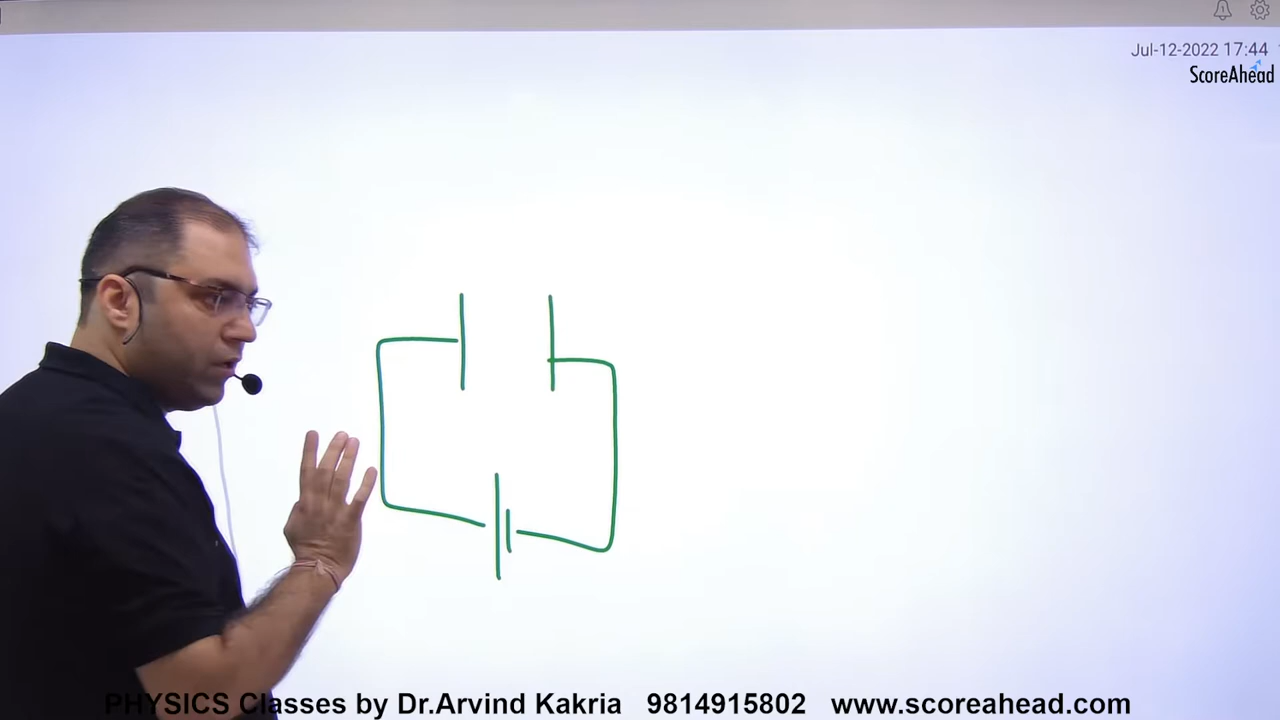 Jul-12-2022 17:44
ScoreAhead
PHYSICS Classes by Dr.Arvind Kakria 9814915802 www.scoreahead.com